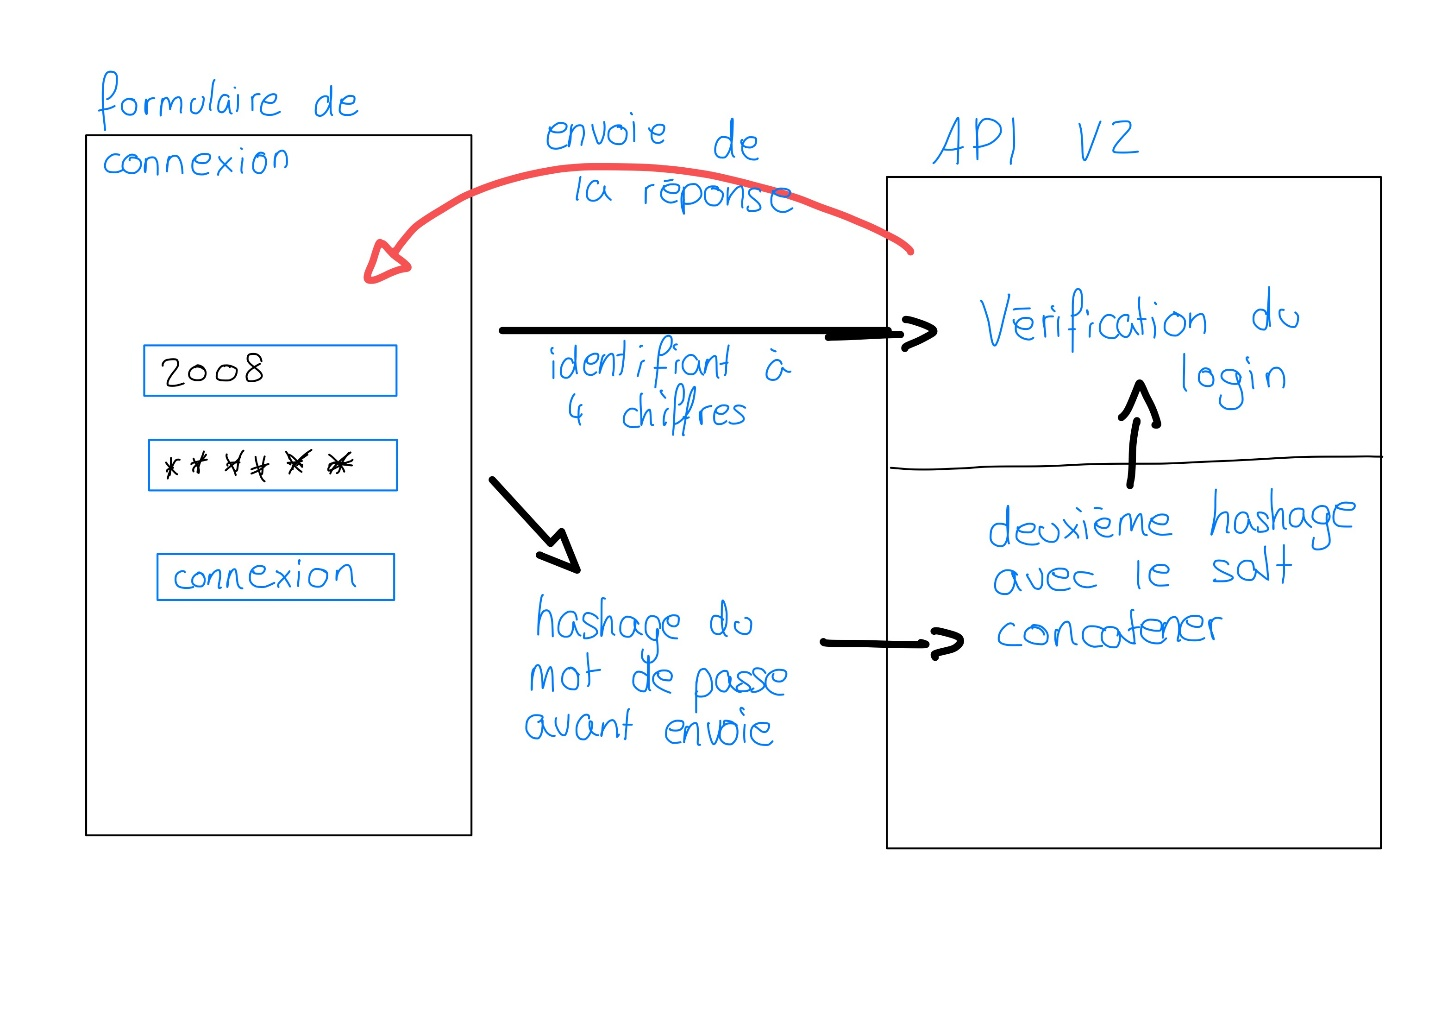 formulaire de
connexion
2008
******
connexion
envoie de
la réponse
identifiant à
4 chiffres
hashage du
mot de passe
avant envoie
API V2
Vérification du
login
deuxième hashage
avec le salt
concatener